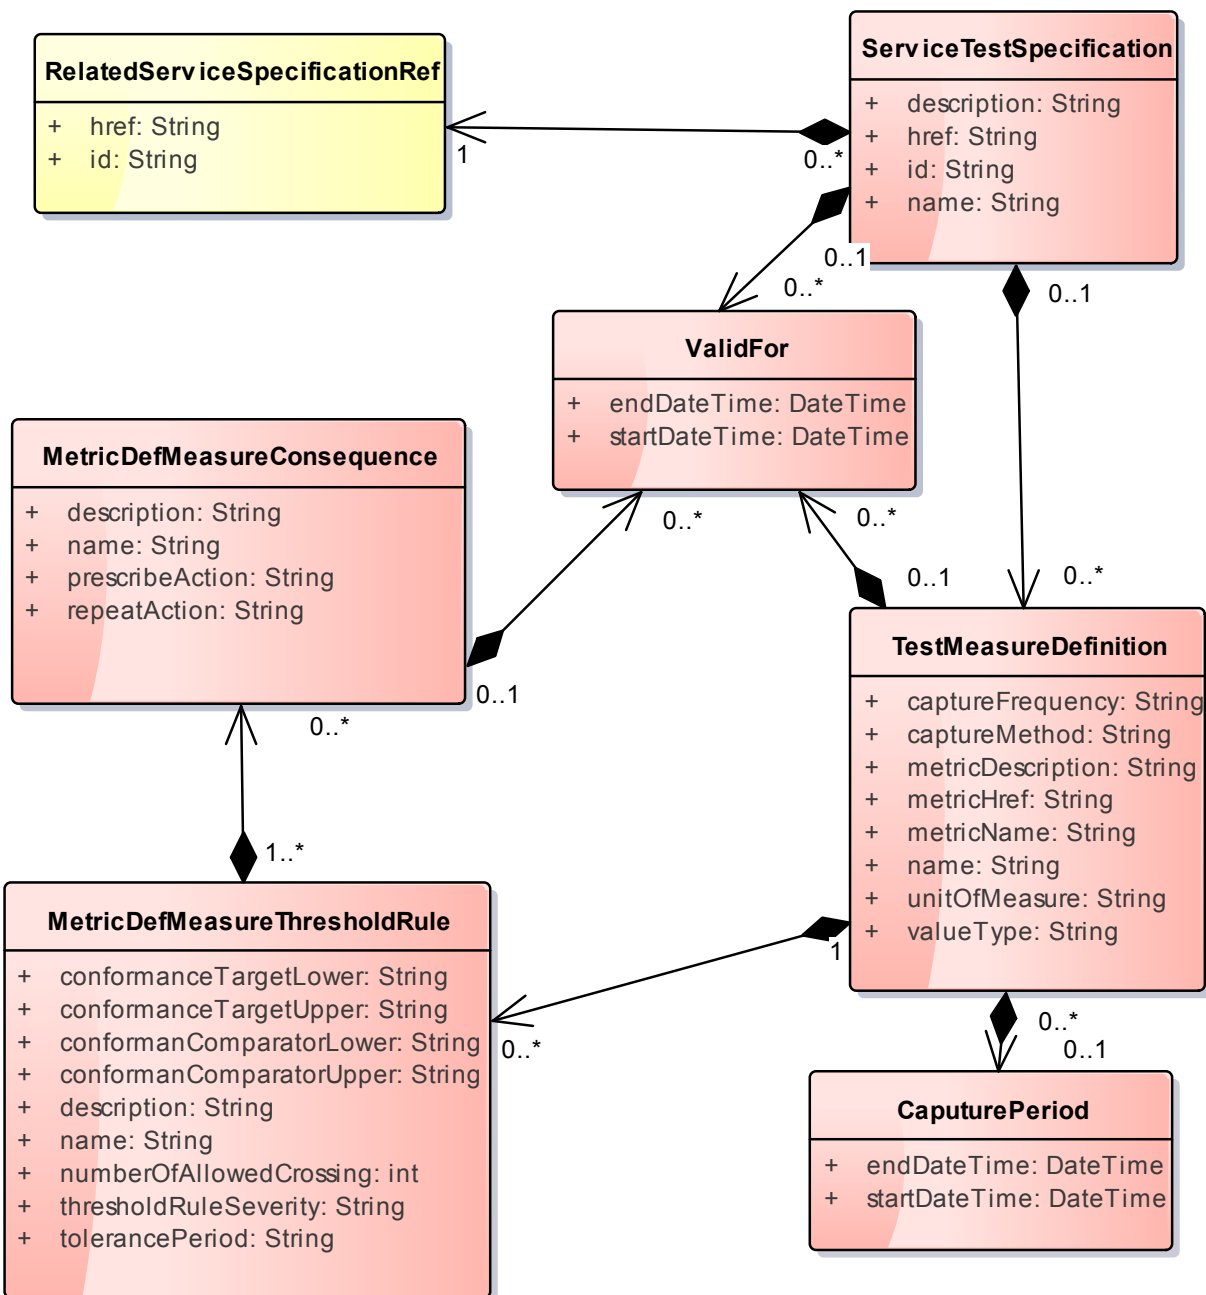 RelatedServiceSpecificationRef
+ href: String
+ id: String
ServiceTestSpecification
+ description: String
+ href: String
+ id: String
+ name: String
1
0..*
0..1
0..*
0..1
ValidFor
+ endDateTime: DateTime
+ startDateTime: DateTime
MetricDefMeasureConsequence
+ description: String
+ name: String
+ prescribeAction: String
+ repeatAction: String
0..*
0..*
0..1
0..*
0..1
0..*
TestMeasureDefinition
+ captureFrequency: String
+ captureMethod: String
+ metricDescription: String
+ metricHref: String
+ metricName: String
+ name: String
+ unitOfMeasure: String
+ valueType: String
1..*
MetricDefMeasureThresholdRule
+ conformanceTargetLower: String
+ conformanceTargetUpper: String
+ conformanComparatorLower: String
+ conformanComparatorUpper: String
+ description: String
+ name: String
+ numberOfAllowedCrossing: int
+ thresholdRuleSeverity: String
+ tolerancePeriod: String
1
0..*
0..*
0..1
CaputurePeriod
+ endDateTime: DateTime
+ startDateTime: DateTime